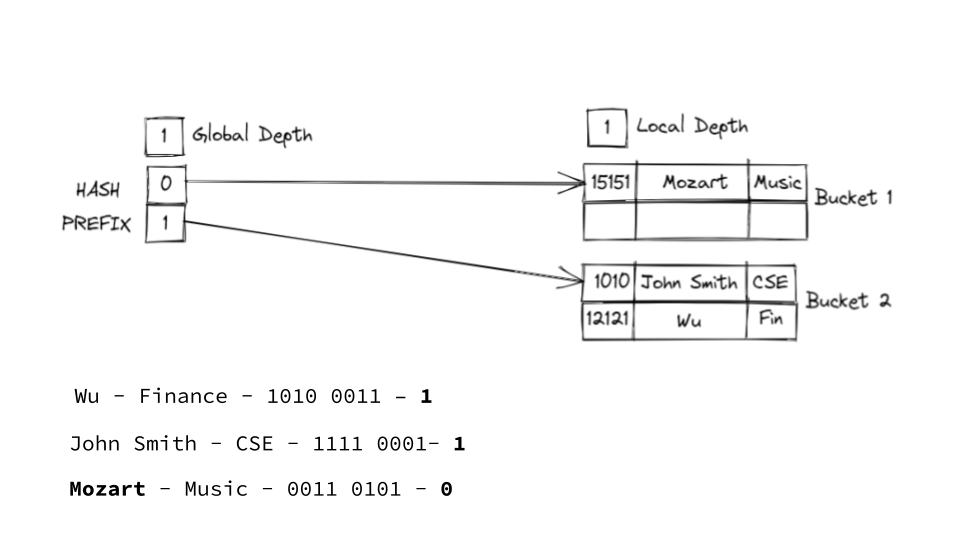 1 Global Depth
1 Local Depth
HASH
PREFIX
0
1
15151 Mozart Music
Bucket 1
1010 John Smith CSE
12121 Wu Fin
Bucket 2
Wu - Finance - 1010 0011 – 1
John Smith - CSE - 1111 0001- 1
Mozart - Music - 0011 0101 - 0